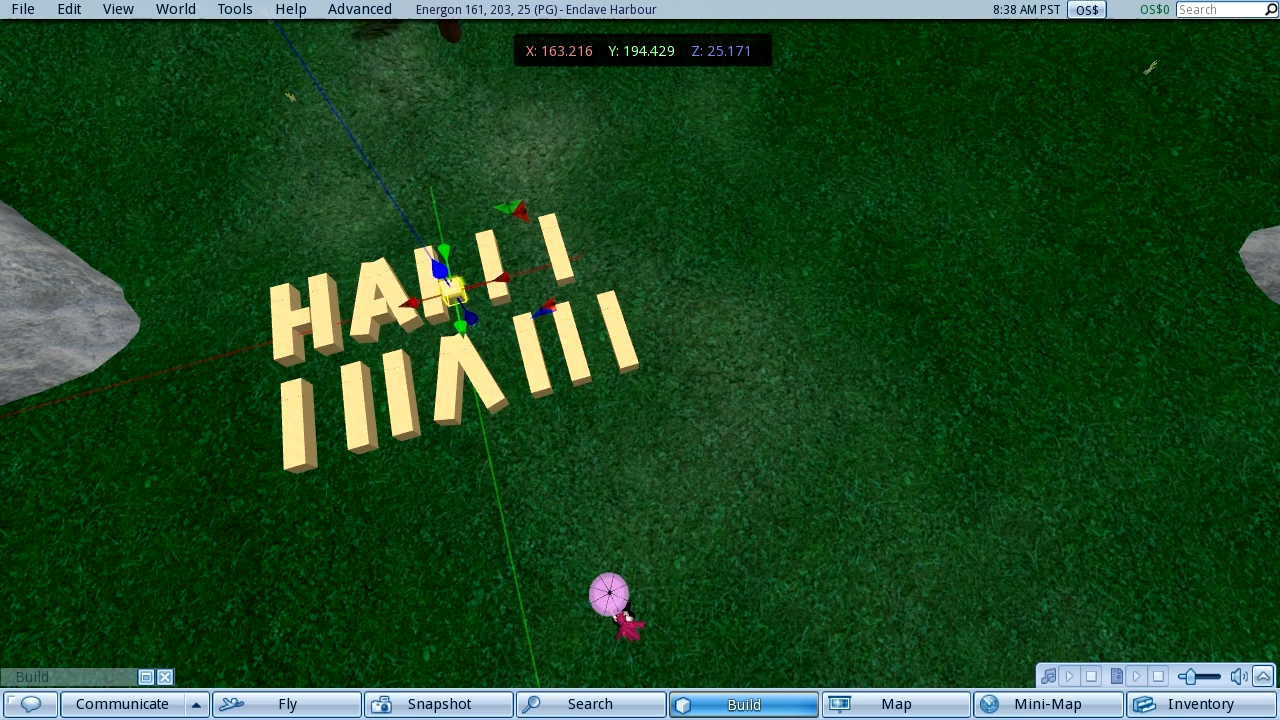 File Edit View World Tools Help Advanced Energon 161, 203, 25 (PG) - Enclave Harbour 8:38 AM PST OS$ OS$0 Search
X: 163.216 Y: 194.429 Z: 25.171
HA
Build
Communicate Fly Snapshot Search Build Map Mini-Map Inventory